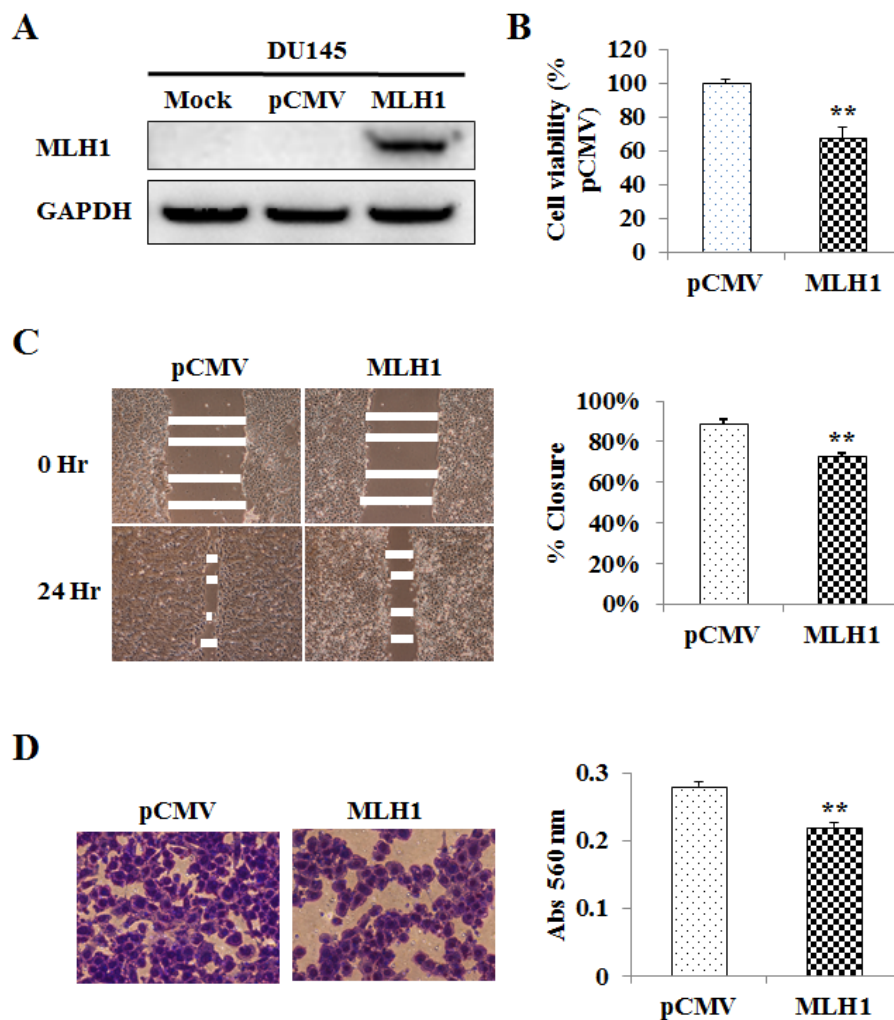 A
DU145
Mock pCMV MLH1
MLH1
GAPDH
B
Cell viability (%
pCMV)
120
100
80
60
40
20
0
**
pCMV MLH1
C
pCMV MLH1
0 Hr
24 Hr
% Closure
100%
80%
60%
40%
20%
0%
**
pCMV MLH1
D
pCMV MLH1
Abs 560 nm
0.3
0.2
0.1
0
**
pCMV MLH1